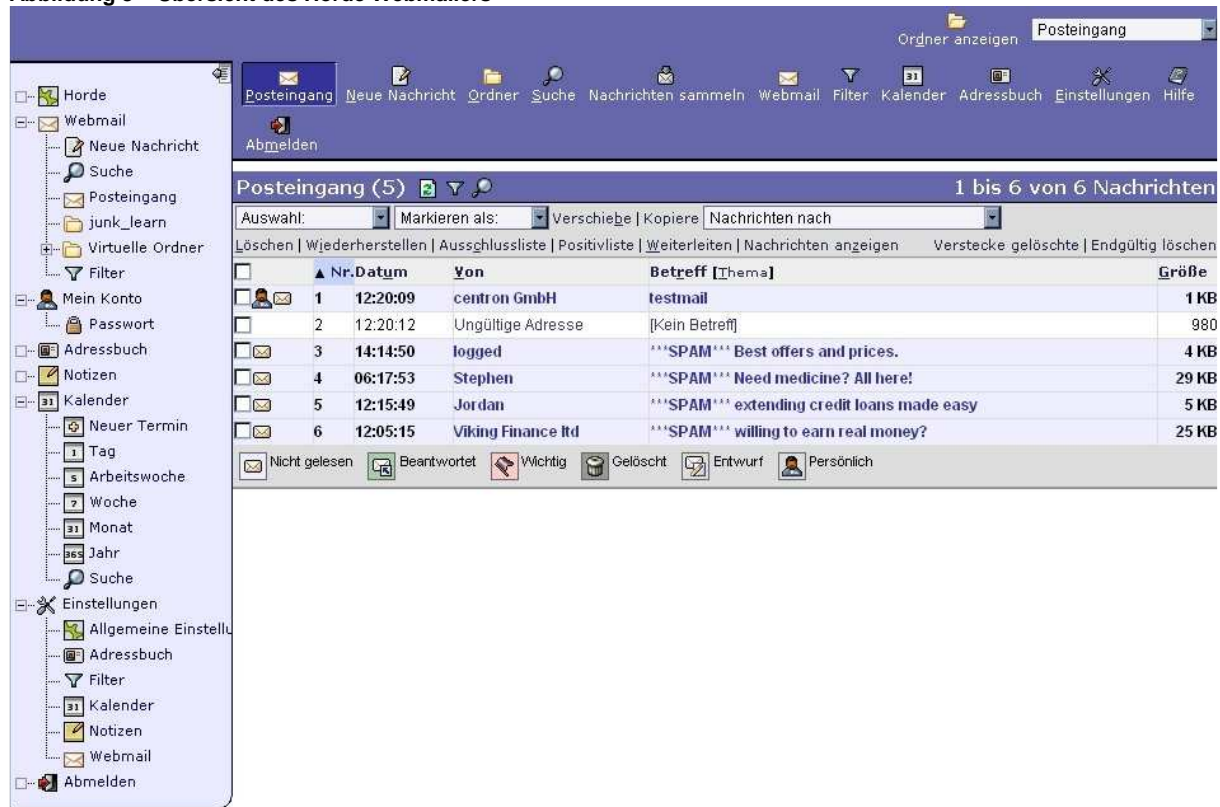 Abbildung 3 – Übersicht des Horde Webmailers
Ordner anzeigen Posteingang
Posteingang Neue Nachricht Ordner Suche Nachrichten sammeln Webmail Filter Kalender Adressbuch Einstellungen Hilfe
Abmelden
Horde
Webmail
Neue Nachricht
Suche
Posteingang
junk_learn
Virtuelle Ordner
Filter
Mein Konto
Passwort
Adressbuch
Notizen
Kalender
Neuer Termin
Tag
Arbeitswoche
Woche
Monat
Jahr
Suche
Einstellungen
Allgemeine Einstellu
Adressbuch
Filter
Kalender
Notizen
Webmail
Abmelden
Posteingang (5) 1 bis 6 von 6 Nachrichten
Auswahl: Markieren als: Verschiebe | Kopiere Nachrichten nach
Löschen | Wiederherstellen | Ausschlussliste | Positivliste | Weiterleiten | Nachrichten anzeigen Verstecke gelöschte | Endgültig löschen
Nr. Datum Von Betreff [Thema] Größe
1 12:20:09 centron GmbH testmail 1 KB
2 12:20:12 Ungültige Adresse [Kein Betreff] 980
3 14:14:50 logged ***SPAM*** Best offers and prices. 4 KB
4 06:17:53 Stephen ***SPAM*** Need medicine? All here! 29 KB
5 12:15:49 Jordan ***SPAM*** extending credit loans made easy 5 KB
6 12:05:15 Viking Finance ltd ***SPAM*** willing to earn real money? 25 KB
Nicht gelesen Beantwortet Wichtig Gelöscht Entwurf Persönlich